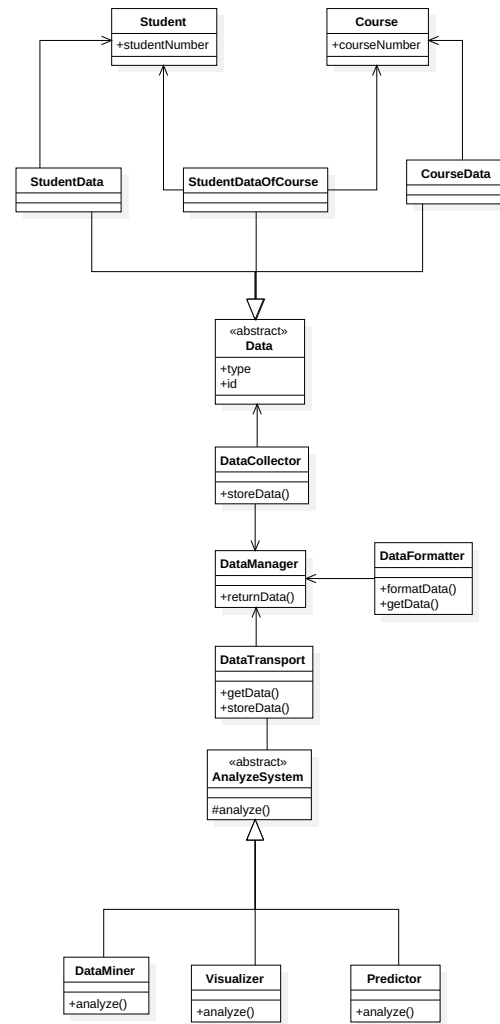 Student
+studentNumber
Course
+courseNumber
StudentData
StudentDataOfCourse
CourseData
«abstract»
Data
+type
+id
DataCollector
+storeData()
DataManager
+returnData()
DataFormatter
+formatData()
+getData()
DataTransport
+getData()
+storeData()
«abstract»
AnalyzeSystem
#analyze()
DataMiner
+analyze()
Visualizer
+analyze()
Predictor
+analyze()